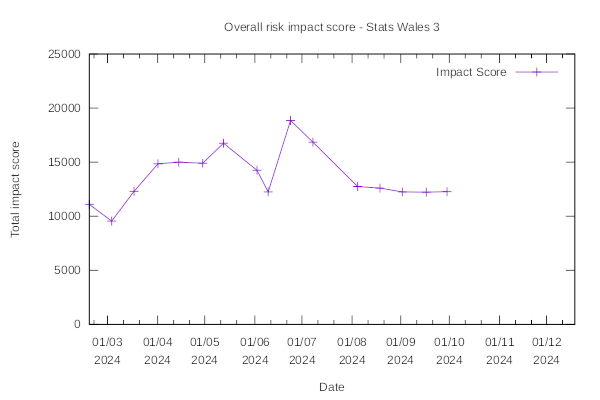 Overall risk impact score - Stats Wales 3
25000
Impact Score
20000
15000
10000
5000
0
Total impact score
01/03 01/04 01/05 01/06 01/07 01/08 01/09 01/10 01/11 01/12
2024 2024 2024 2024 2024 2024 2024 2024 2024 2024
Date